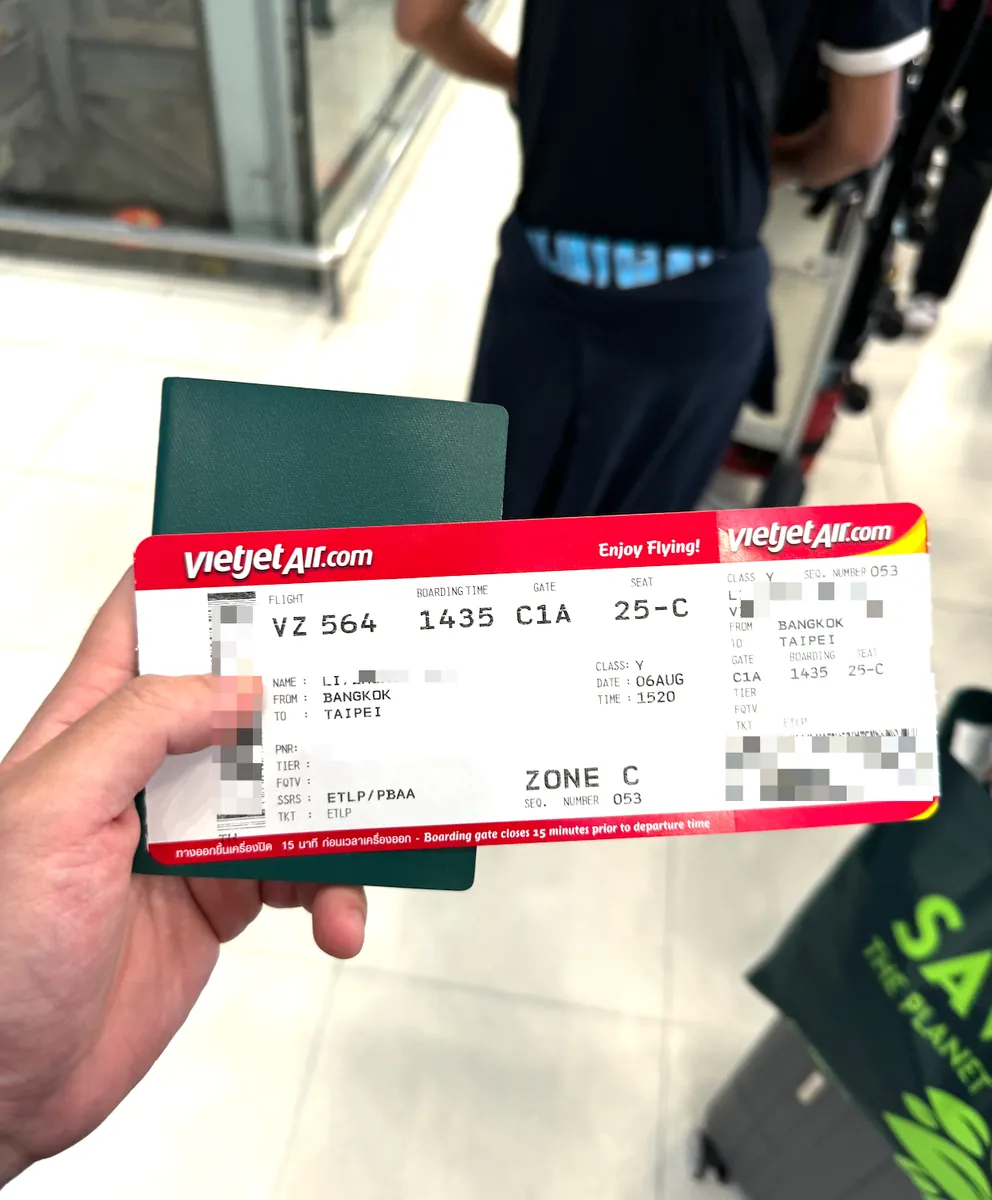 vietjetAir.com
Enjoy Flying!
FLIGHT BOARDING TIME GATE SEAT
VZ 564 1435 C1A 25-C
NAME : LI,
FROM : BANGKOK
TO : TAIPEI
CLASS: Y
DATE : 06AUG
TIME : 1520
PNR:
TIER :
FQTV :
SSRS : ETLP/PBAA
TKT : ETLP
ZONE C
SEQ. NUMBER 053
ทางออกขึ้นเครื่องปิด 15 นาที ก่อนเวลาเครื่องออก - Boarding gate closes 15 minutes prior to departure time
vietjetAir.com
CLASS Y SEQ. NUMBER 053
FROM BANGKOK
TO TAIPEI
GATE BOARDING SEAT
C1A 1435 25-C
TIER
FQTV
TKT ETLP
THE PLANET